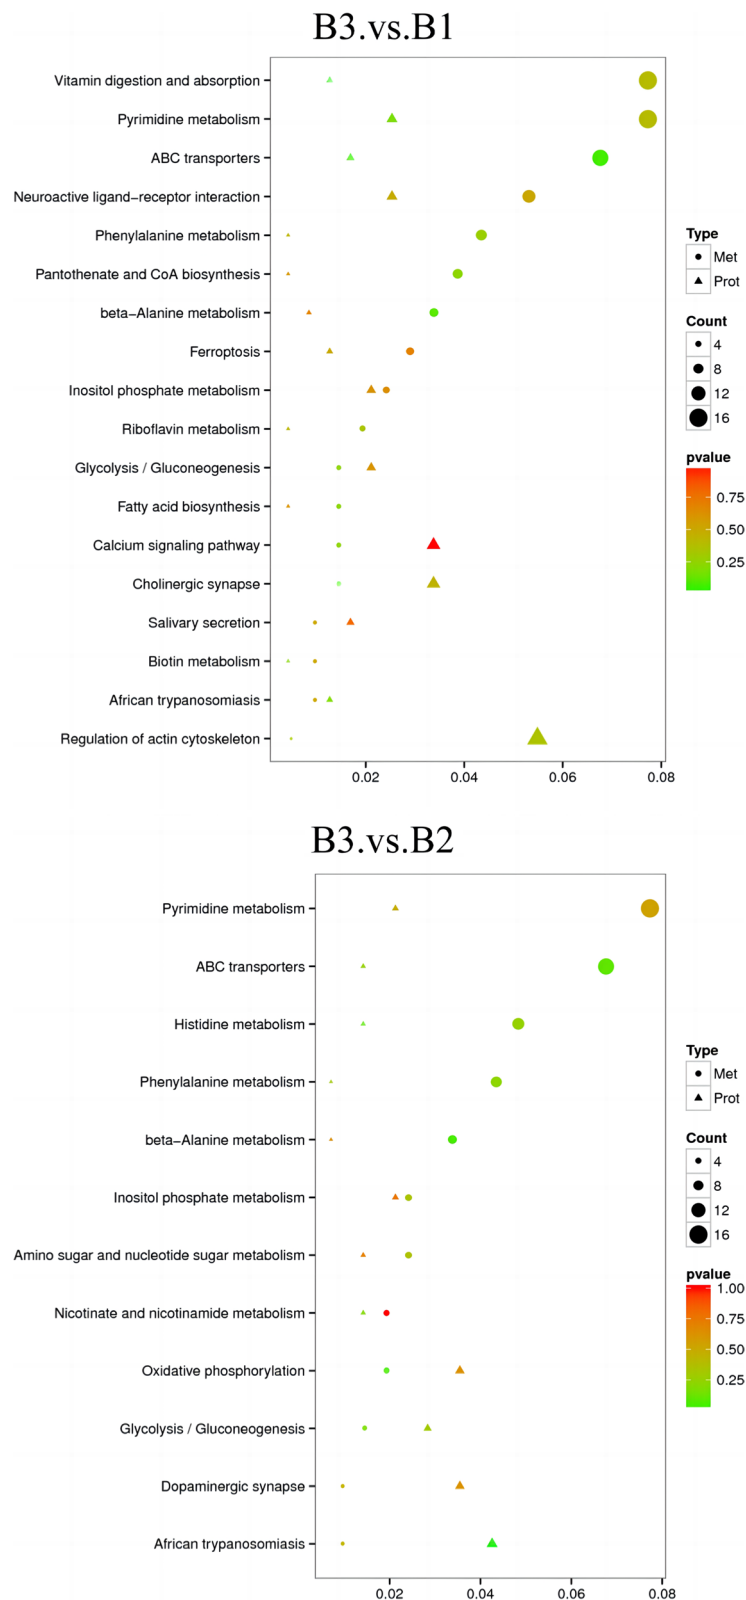 B3.vs.B1
Vitamin digestion and absorption
Pyrimidine metabolism
ABC transporters
Neuroactive ligand−receptor interaction
Phenylalanine metabolism
Pantothenate and CoA biosynthesis
beta−Alanine metabolism
Ferroptosis
Inositol phosphate metabolism
Riboflavin metabolism
Glycolysis / Gluconeogenesis
Fatty acid biosynthesis
Calcium signaling pathway
Cholinergic synapse
Salivary secretion
Biotin metabolism
African trypanosomiasis
Regulation of actin cytoskeleton
0.02 0.04 0.06 0.08
Type
Met
Prot
Count
4
8
12
16
pvalue
0.75
0.50
0.25
B3.vs.B2
Pyrimidine metabolism
ABC transporters
Histidine metabolism
Phenylalanine metabolism
beta−Alanine metabolism
Inositol phosphate metabolism
Amino sugar and nucleotide sugar metabolism
Nicotinate and nicotinamide metabolism
Oxidative phosphorylation
Glycolysis / Gluconeogenesis
Dopaminergic synapse
African trypanosomiasis
0.02 0.04 0.06 0.08
Type
Met
Prot
Count
4
8
12
16
pvalue
1.00
0.75
0.50
0.25